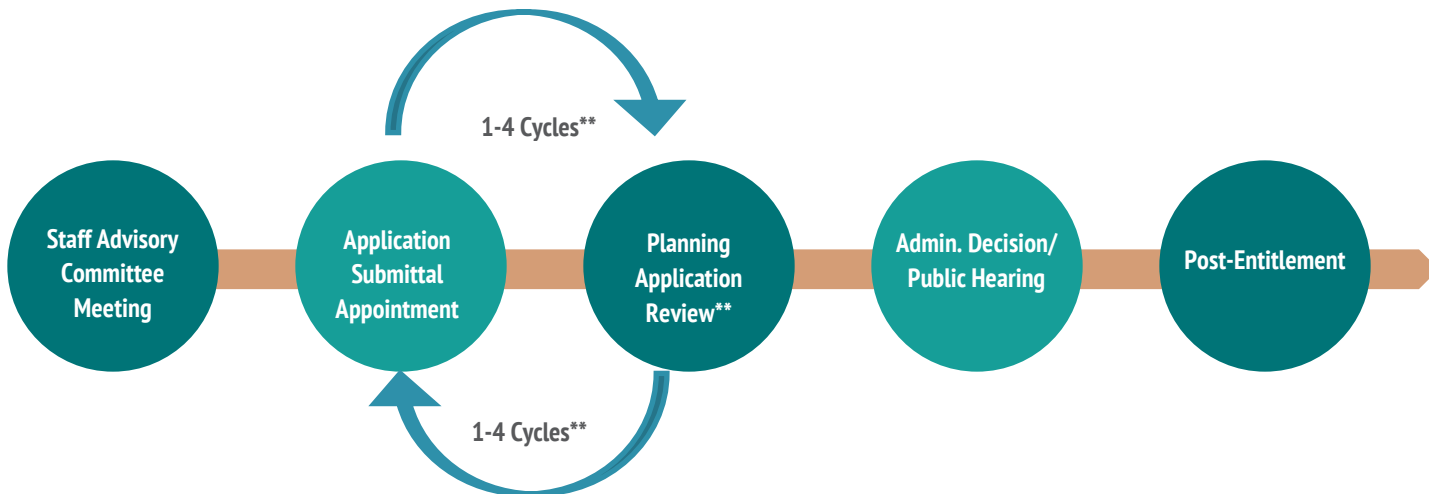 1-4 Cycles**
Staff Advisory
Committee
Meeting
Application
Submittal
Appointment
Planning
Application
Review**
Admin. Decision/
Public Hearing
Post-Entitlement
1-4 Cycles**